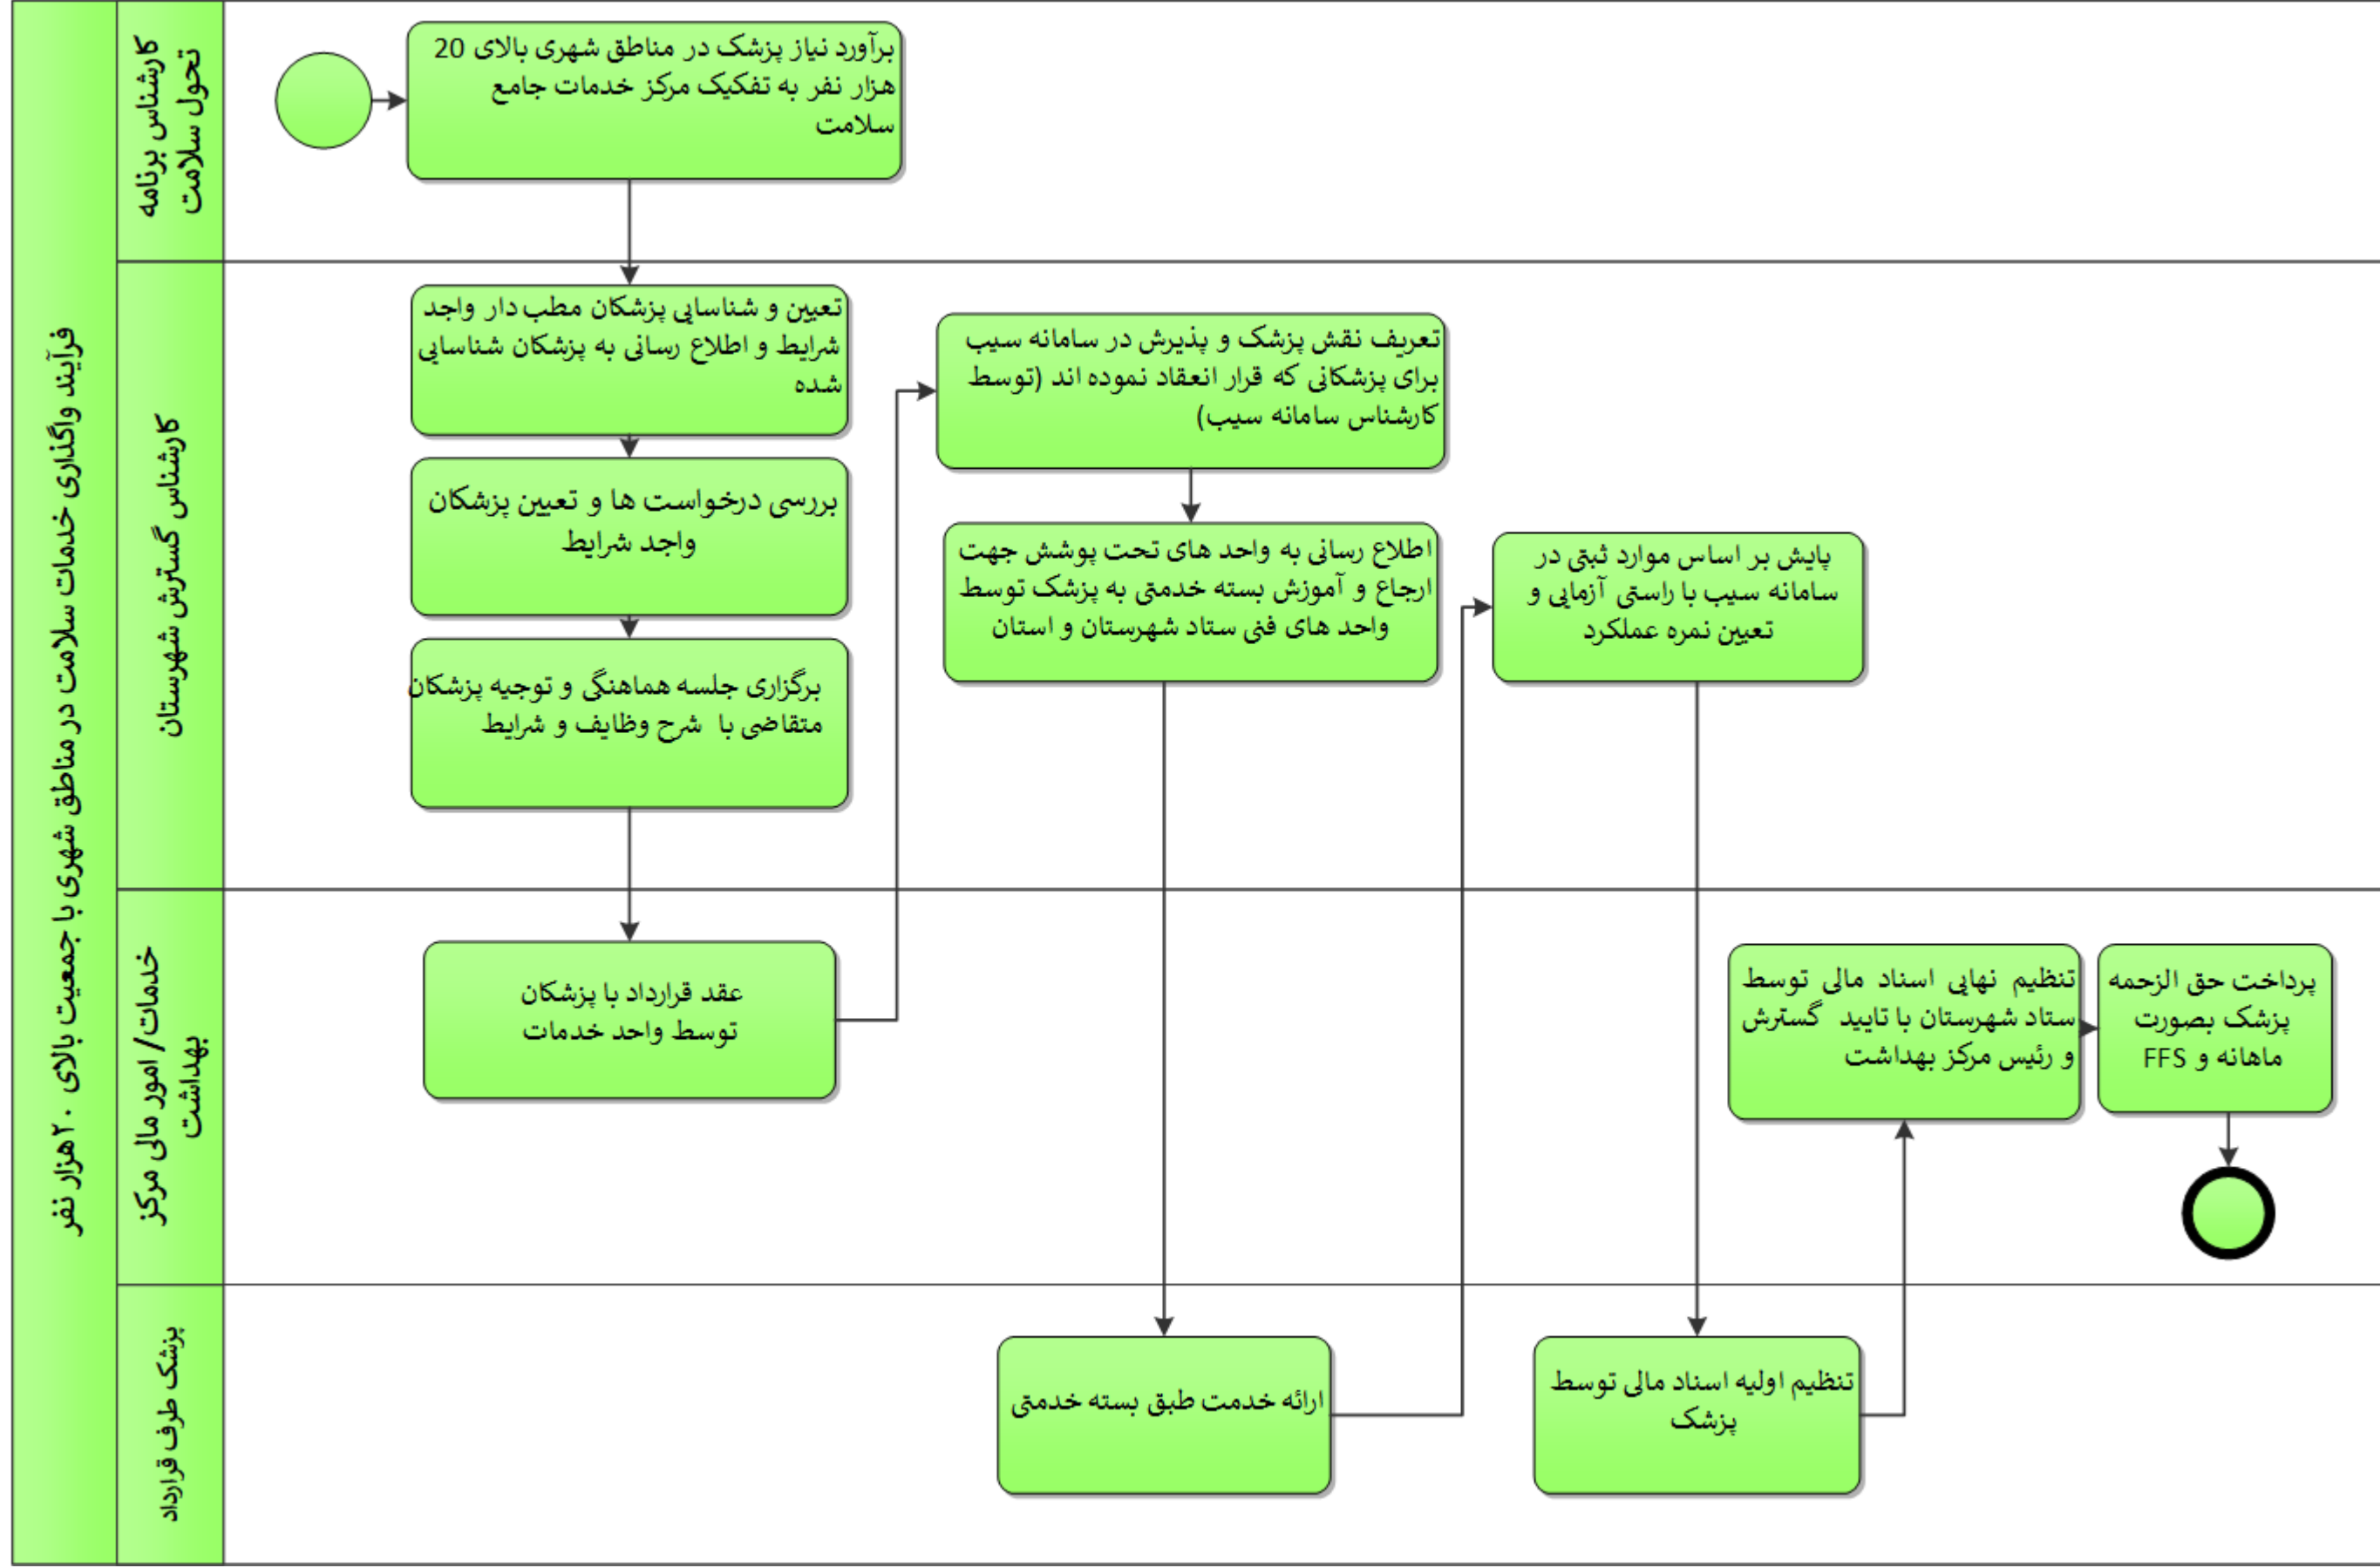 فرآیند واگذاری خدمات سلامت در مناطق شهری با جمعیت بالای ۲۰هزار نفر
کارشناس برنامه
تحول سلامت
برآورد نیاز پزشک در مناطق شهری بالای 20
هزار نفر به تفکیک مرکز خدمات جامع
سلامت
کارشناس گسترش شهرستان
تعیین و شناسایی پزشکان مطب دار واجد
شرایط و اطلاع رسانی به پزشکان شناسایی
شده
بررسی درخواست ها و تعیین پزشکان
واجد شرایط
برگزاری جلسه هماهنگی و توجیه پزشکان
متقاضی با شرح وظایف و شرایط
تعریف نقش پزشک و پذیرش در سامانه سیب
برای پزشکانی که قرار انعقاد نموده اند (توسط
کارشناس سامانه سیب)
اطلاع رسانی به واحد های تحت پوشش جهت
ارجاع و آموزش بسته خدمتی به پزشک توسط
واحد های فنی ستاد شهرستان و استان
پایش بر اساس موارد ثبتی در
سامانه سیب با راستی آزمایی و
تعیین نمره عملکرد
خدمات/ امور مالی مرکز
بهداشت
عقد قرارداد با پزشکان
توسط واحد خدمات
تنظیم نهایی اسناد مالی توسط
ستاد شهرستان با تایید گسترش
و رئیس مرکز بهداشت
پرداخت حق الزحمه
پزشک بصورت
ماهانه و FFS
پزشک طرف قرارداد
ارائه خدمت طبق بسته خدمتی
تنظیم اولیه اسناد مالی توسط
پزشک